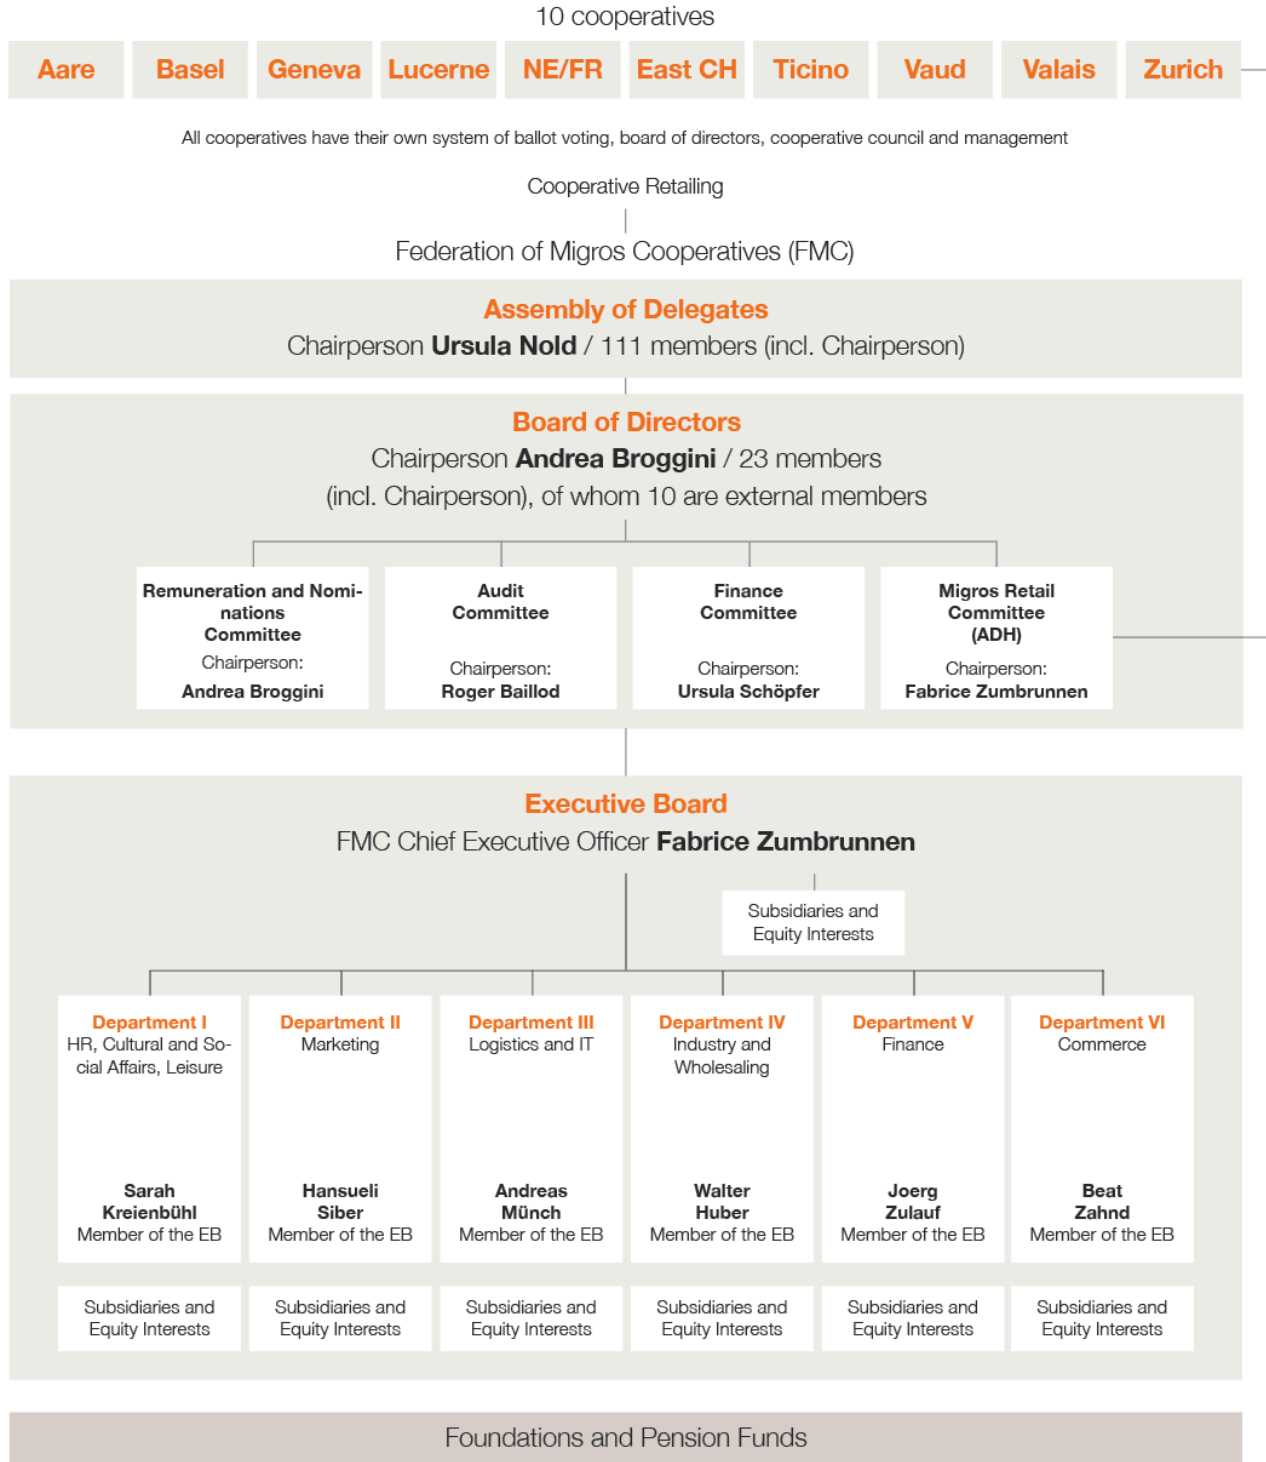 10 cooperatives
Aare Basel Geneva Lucerne NE/FR East CH Ticino Vaud Valais Zurich
All cooperatives have their own system of ballot voting, board of directors, cooperative council and management
Cooperative Retailing
Federation of Migros Cooperatives (FMC)
Assembly of Delegates
Chairperson Ursula Nold / 111 members (incl. Chairperson)
Board of Directors
Chairperson Andrea Broggini / 23 members
(incl. Chairperson), of whom 10 are external members
Remuneration and Nomi-
nations
Committee
Chairperson:
Andrea Broggini
Audit
Committee
Chairperson:
Roger Baillod
Finance
Committee
Chairperson:
Ursula Schöpfer
Migros Retail
Committee
(ADH)
Chairperson:
Fabrice Zumbrunnen
Executive Board
FMC Chief Executive Officer Fabrice Zumbrunnen
Subsidiaries and
Equity Interests
Department I
HR, Cultural and So-
cial Affairs, Leisure
Sarah
Kreienbühl
Member of the EB
Department II
Marketing
Hansueli
Siber
Member of the EB
Department III
Logistics and IT
Andreas
Münch
Member of the EB
Department IV
Industry and
Wholesaling
Walter
Huber
Member of the EB
Department V
Finance
Joerg
Zulauf
Member of the EB
Department VI
Commerce
Beat
Zahnd
Member of the EB
Subsidiaries and
Equity Interests
Subsidiaries and
Equity Interests
Subsidiaries and
Equity Interests
Subsidiaries and
Equity Interests
Subsidiaries and
Equity Interests
Subsidiaries and
Equity Interests
Foundations and Pension Funds